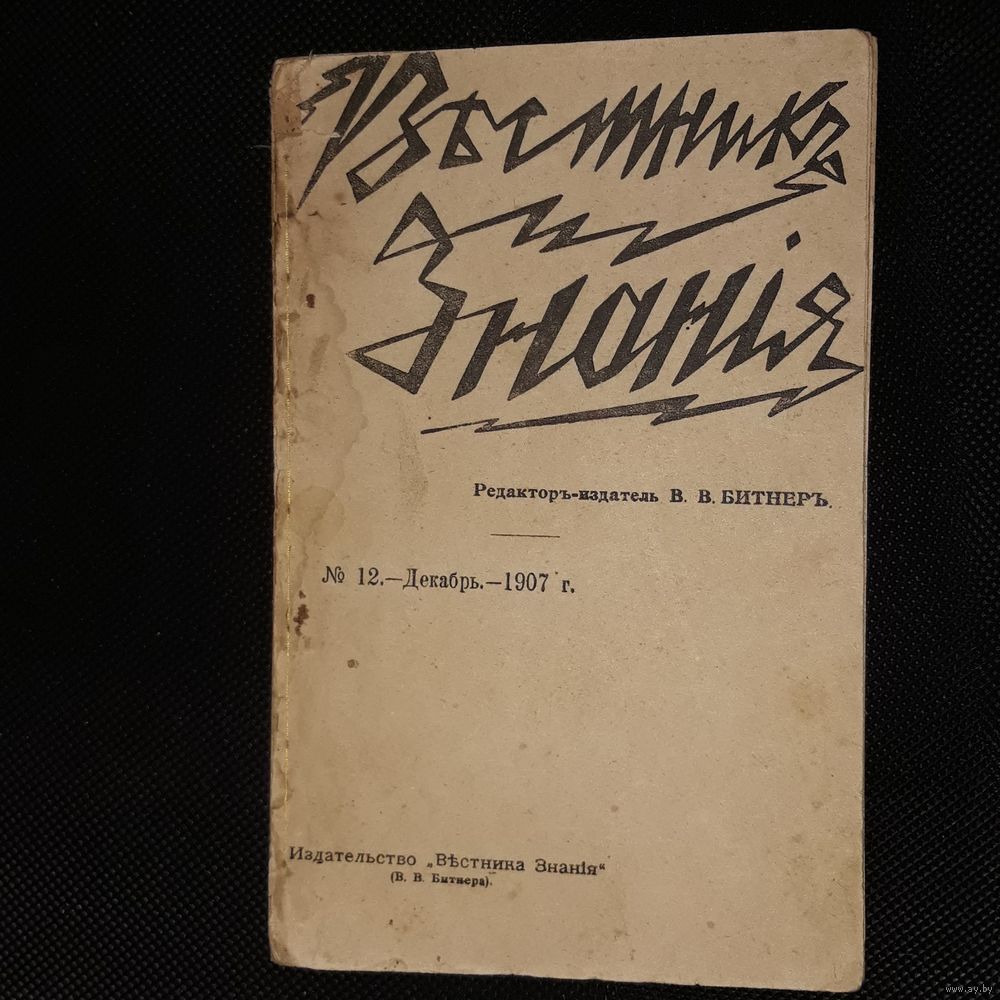 Вѣстникъ
Знанія
Редакторъ-издатель В. В. БИТНЕРЪ.
№ 12.—Декабрь.—1907 г.
Издательство „Вѣстника Знанія“
(В. В. Битнера).
www.ay.by